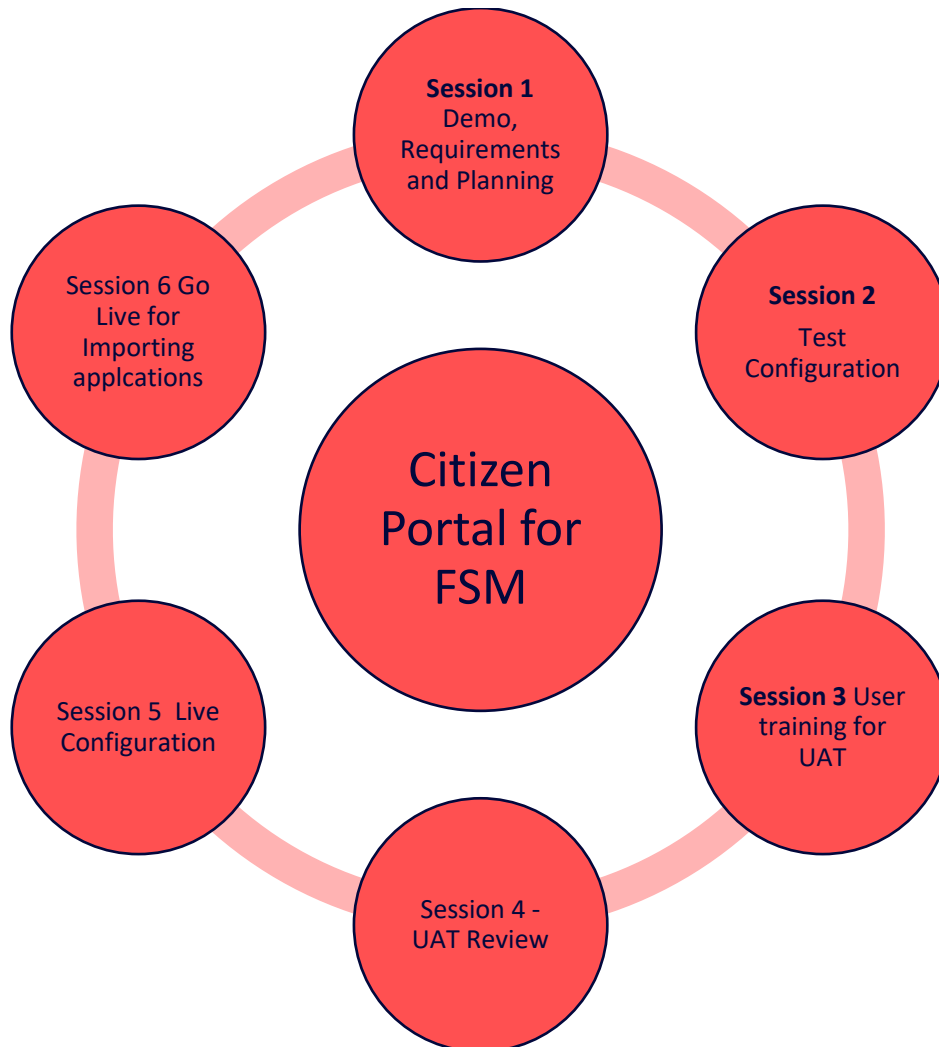 Session 1
Demo,
Requirements
and Planning
Session 2
Test
Configuration
Session 3 User
training for
UAT
Session 4 -
UAT Review
Session 5  Live
Configuration
Session 6 Go
Live for
Importing
applcations
Citizen
Portal for
FSM